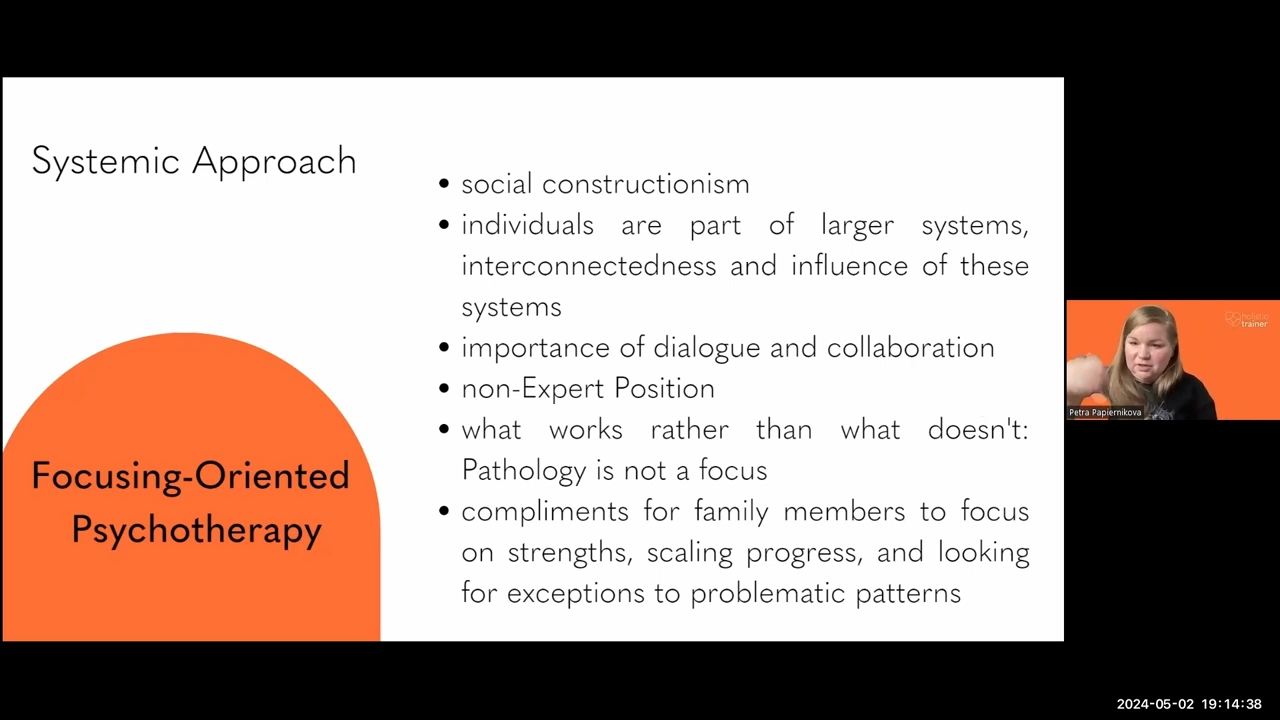 Systemic Approach
Focusing-Oriented
Psychotherapy
• social constructionism
• individuals are part of larger systems,
interconnectedness and influence of these
systems
• importance of dialogue and collaboration
• non-Expert Position
• what works rather than what doesn't:
Pathology is not a focus
• compliments for family members to focus
on strengths, scaling progress, and looking
for exceptions to problematic patterns
holistic
trainer
Petra Papiernikova
2024-05-02 19:14:38